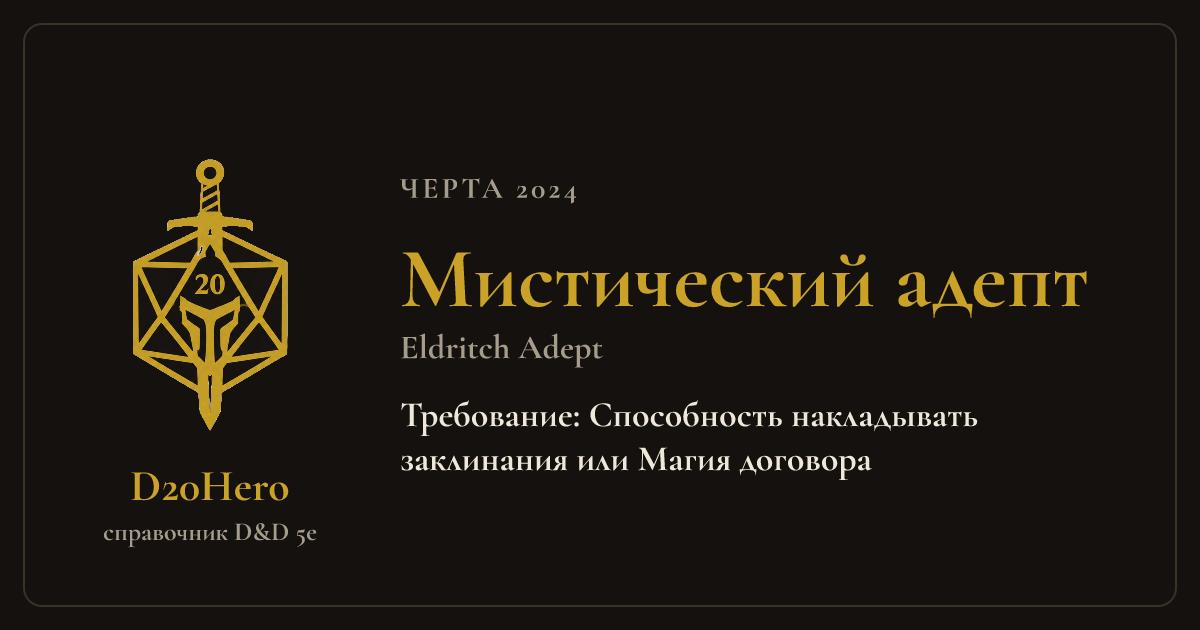 20
D20Hero
справочник D&D 5e
ЧЕРТА 2024
Мистический адепт
Eldritch Adept
Требование: Способность накладывать
заклинания или Магия договора